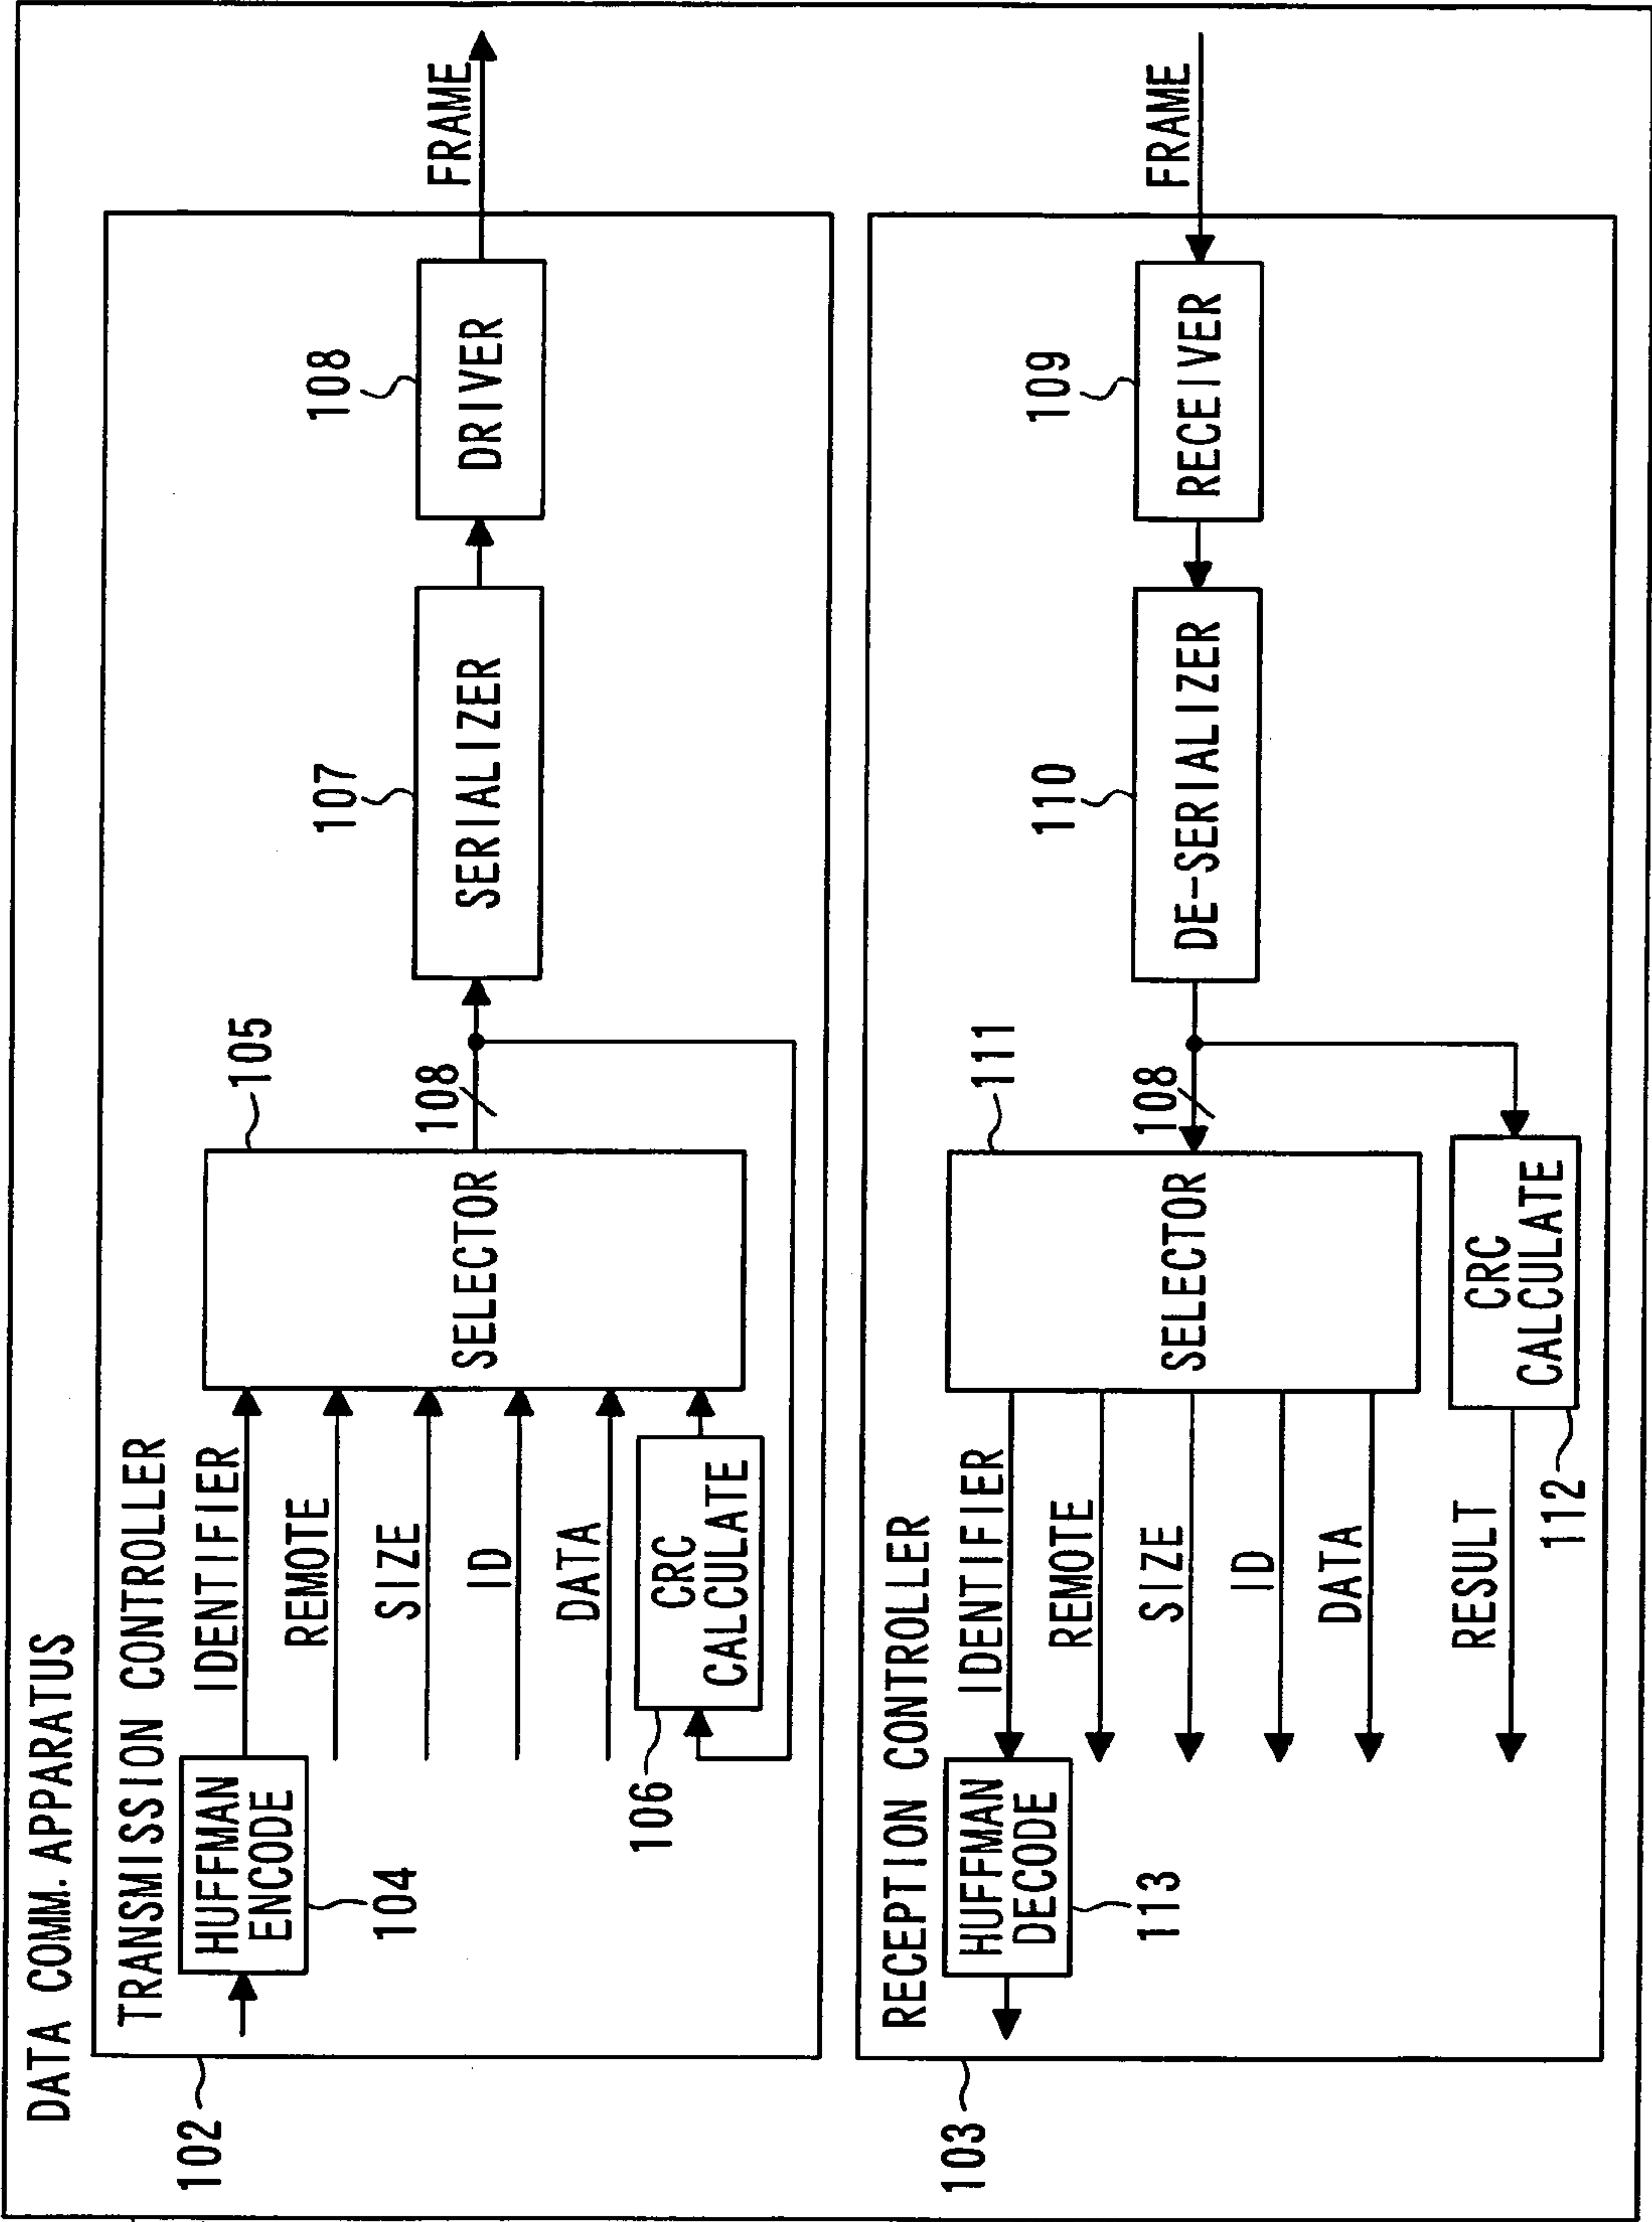 DATA COMM. APPARATUS
102
TRANSMISSION CONTROLLER
HUFFMAN
ENCODE
104
IDENTIFIER
REMOTE
SIZE
ID
DATA
CRC
CALCULATE
106
SELECTOR
105
108
SERIALIZER
107
DRIVER
108
FRAME
103
RECEPTION CONTROLLER
HUFFMAN
DECODE
113
IDENTIFIER
REMOTE
SIZE
ID
DATA
RESULT
SELECTOR
111
108
CRC
CALCULATE
112
DE-SERIALIZER
110
RECEIVER
109
FRAME